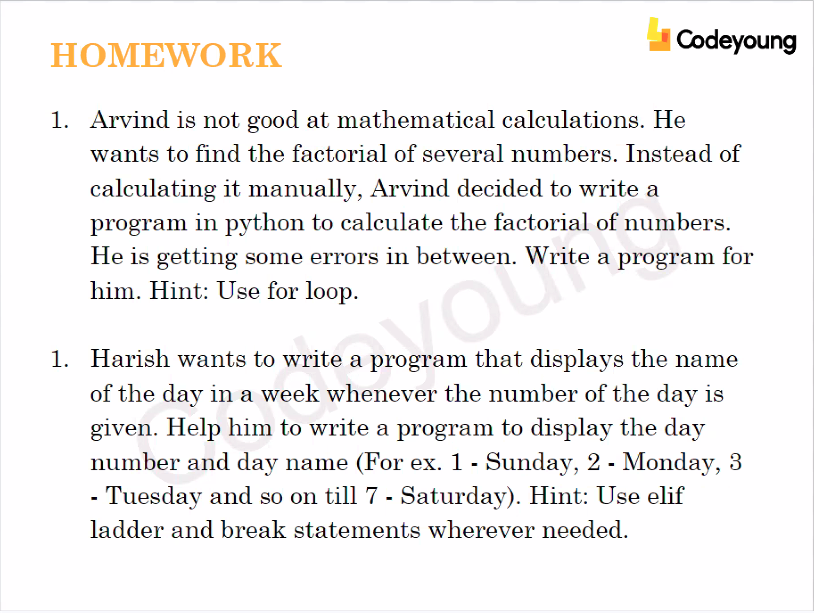 HOMEWORK
Codeyoung
1. Arvind is not good at mathematical calculations. He
wants to find the factorial of several numbers. Instead of
calculating it manually, Arvind decided to write a
program in python to calculate the factorial of numbers.
He is getting some errors in between. Write a program for
him. Hint: Use for loop.
1. Harish wants to write a program that displays the name
of the day in a week whenever the number of the day is
given. Help him to write a program to display the day
number and day name (For ex. 1 - Sunday, 2 - Monday, 3
- Tuesday and so on till 7 - Saturday). Hint: Use elif
ladder and break statements wherever needed.
Codeyoung